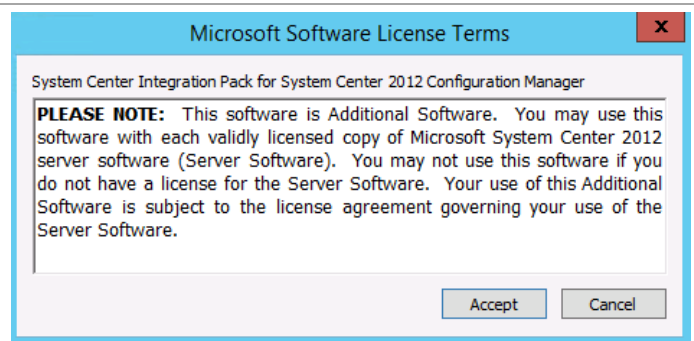 Microsoft Software License Terms
x
System Center Integration Pack for System Center 2012 Configuration Manager
PLEASE NOTE: This software is Additional Software. You may use this
software with each validly licensed copy of Microsoft System Center 2012
server software (Server Software). You may not use this software if you
do not have a license for the Server Software. Your use of this Additional
Software is subject to the license agreement governing your use of the
Server Software.
Accept Cancel